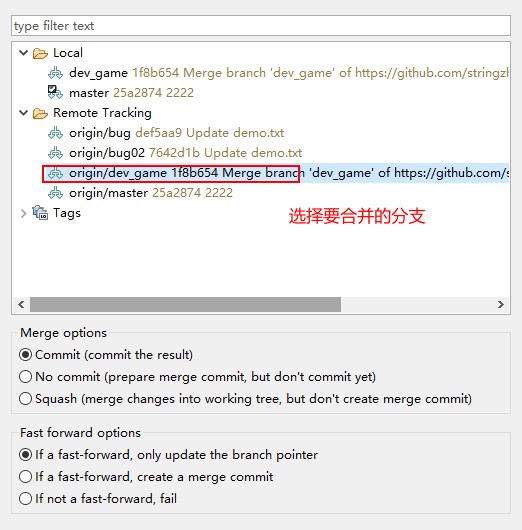 type filter text
Local
dev_game 1f8b654 Merge branch 'dev_game' of https://github.com/stringzh
master 25a2874 2222
Remote Tracking
origin/bug def5aa9 Update demo.txt
origin/bug02 7642d1b Update demo.txt
origin/dev_game 1f8b654 Merge branch 'dev_game' of https://github.com/s
origin/master 25a2874 2222
Tags
选择要合并的分支
Merge options
Commit (commit the result)
No commit (prepare merge commit, but don't commit yet)
Squash (merge changes into working tree, but don't create merge commit)
Fast forward options
If a fast-forward, only update the branch pointer
If a fast-forward, create a merge commit
If not a fast-forward, fail